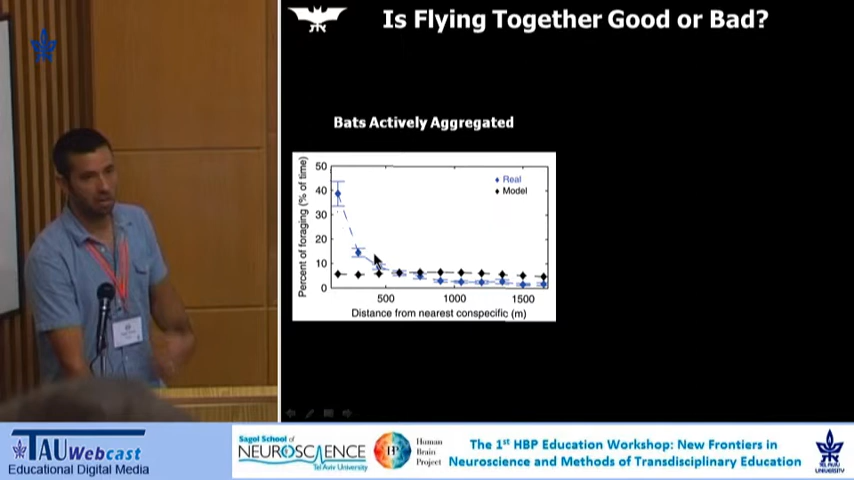 Is Flying Together Good or Bad?
Bats Actively Aggregated
50
40
30
20
10
0
Percent of foraging (% of time)
Real
Model
500
1000
1500
Distance from nearest conspecific (m)
TAU Webcast
Educational Digital Media
Sagol School of
NEUROSCIENCE
Tel Aviv University
HBP
Human
Brain
Project
The 1st HBP Education Workshop: New Frontiers in
Neuroscience and Methods of Transdisciplinary Education
TEL AVIV
UNIVERSITY